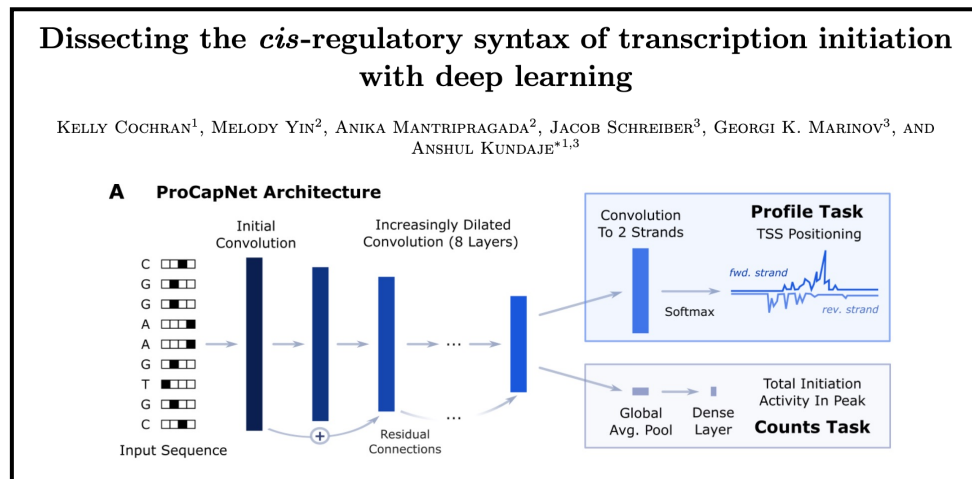 Dissecting the cis-regulatory syntax of transcription initiation
with deep learning
Kelly Cochran1, Melody Yin2, Anika Mantripragada2, Jacob Schreiber3, Georgi K. Marinov3, and
Anshul Kundaje*1,3
A ProCapNet Architecture
Initial
Convolution
Increasingly Dilated
Convolution (8 Layers)
C
G
G
A
A
G
T
G
C
Input Sequence
...
...
+
Residual
Connections
Convolution
To 2 Strands
Softmax
Profile Task
TSS Positioning
fwd. strand
rev. strand
Global
Avg. Pool
Dense
Layer
Total Initiation
Activity In Peak
Counts Task